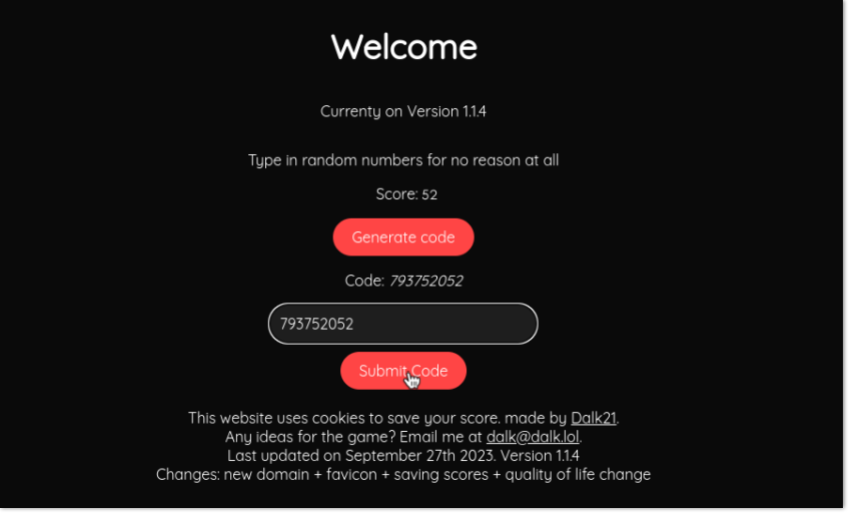 Welcome
Currenty on Version 1.1.4
Type in random numbers for no reason at all
Score: 52
Generate code
Code: 793752052
793752052
Submit Code
This website uses cookies to save your score. made by Dalk21.
Any ideas for the game? Email me at dalk@dalk.lol.
Last updated on September 27th 2023. Version 1.1.4
Changes: new domain + favicon + saving scores + quality of life change